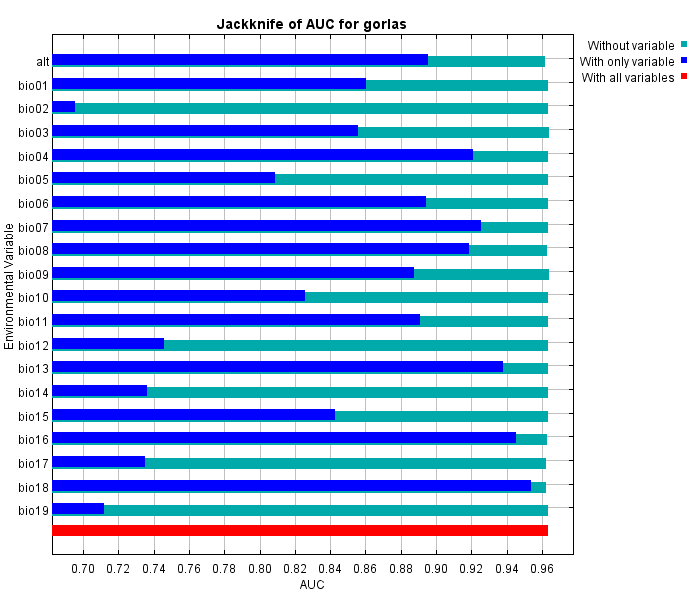 Jackknife of AUC for gorlas
Without variable
With only variable
With all variables
Environmental Variable
alt
bio01
bio02
bio03
bio04
bio05
bio06
bio07
bio08
bio09
bio10
bio11
bio12
bio13
bio14
bio15
bio16
bio17
bio18
bio19
0.70 0.72 0.74 0.76 0.78 0.80 0.82 0.84 0.86 0.88 0.90 0.92 0.94 0.96
AUC